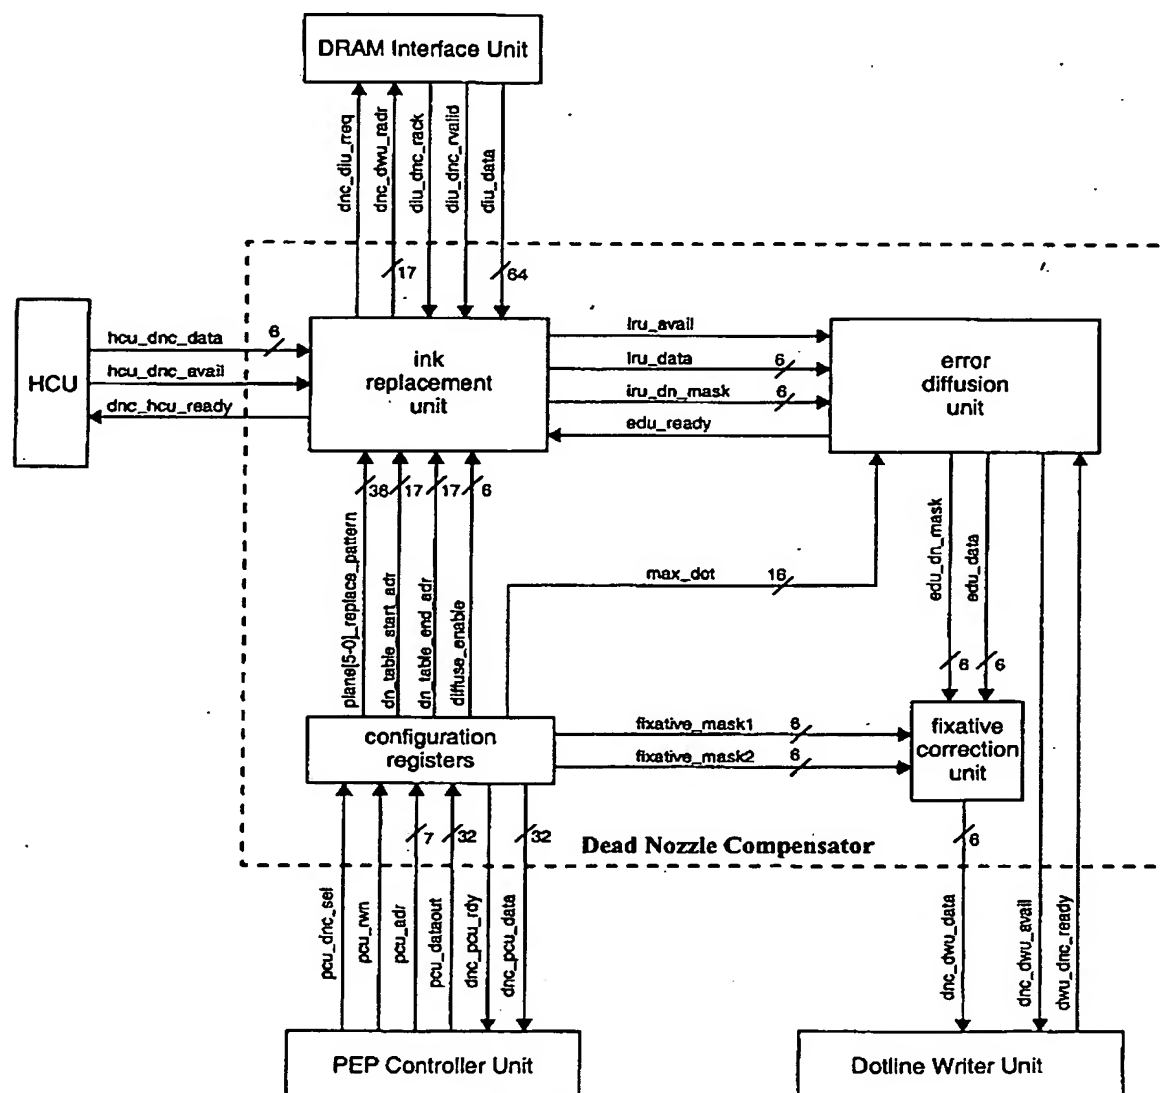 DRAM Interface Unit
dnc_diu_rreq
dnc_dwu_radr
diu_dnc_rack
diu_dnc_rvalid
diu_data
17
64
HCU
hcu_dnc_data
6
hcu_dnc_avail
dnc_hcu_ready
ink
replacement
unit
iru_avail
iru_data
6
iru_dn_mask
6
edu_ready
error
diffusion
unit
36
17
17
6
plane[5-0]_replace_pattern
dn_table_start_adr
dn_table_end_adr
diffuse_enable
max_dot
16
edu_dn_mask
edu_data
6
6
configuration
registers
fixative_mask1
6
fixative_mask2
6
fixative
correction
unit
7
32
32
6
Dead Nozzle Compensator
pcu_dnc_sel
pcu_rwn
pcu_adr
pcu_dataout
dnc_pcu_rdy
dnc_pcu_data
dnc_dwu_data
dnc_dwu_avail
dwu_dnc_ready
PEP Controller Unit
Dotline Writer Unit